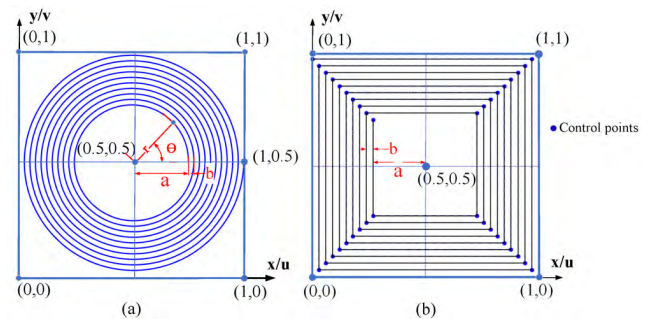 y/v
(0,1)
(1,1)
(0.5,0.5)
r
θ
(1,0.5)
a
b
x/u
(0,0)
(1,0)
(a)
y/v
(0,1)
(1,1)
b
a
(0.5,0.5)
Control points
x/u
(0,0)
(1,0)
(b)